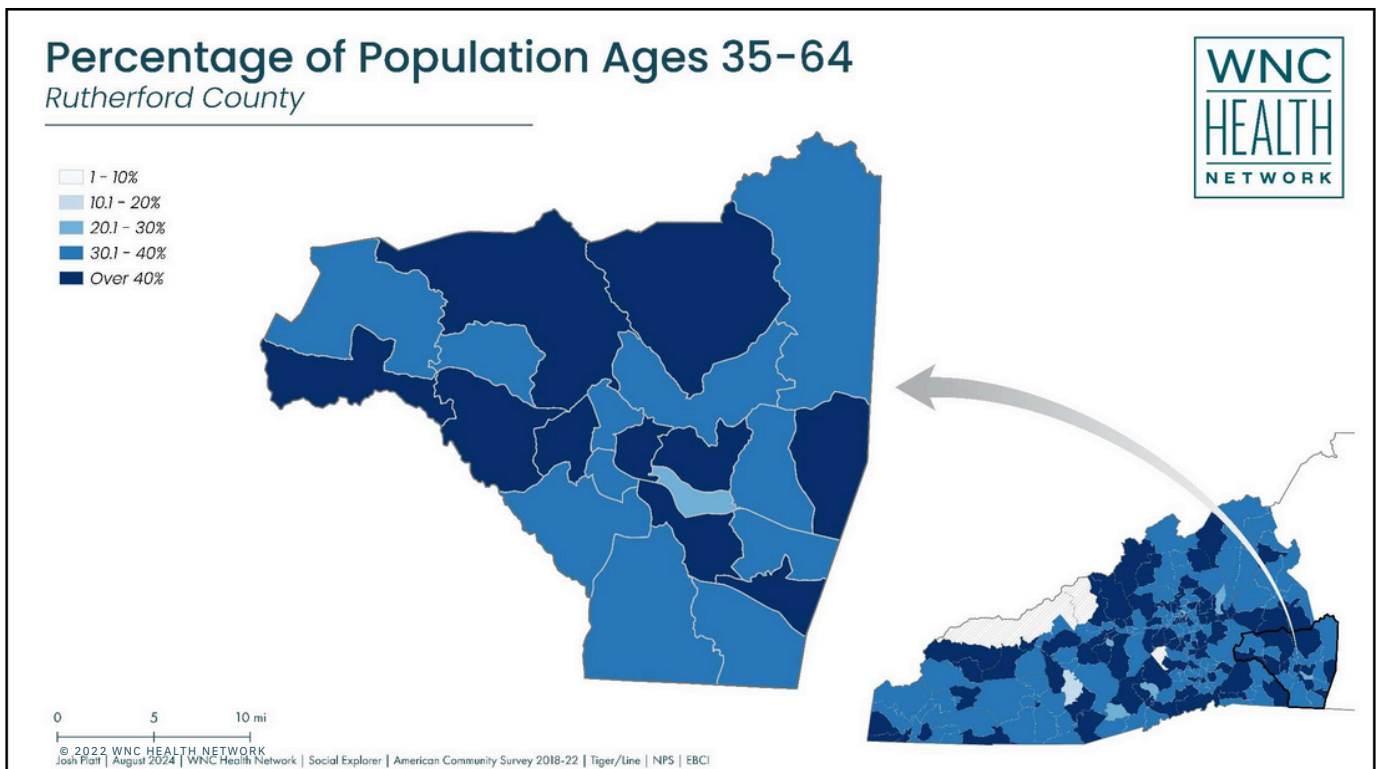 Percentage of Population Ages 35-64
Rutherford County
WNC
HEALTH
NETWORK
1 - 10%
10.1 - 20%
20.1 - 30%
30.1 - 40%
Over 40%
0 5 10 mi
© 2022 WNC HEALTH NETWORK
Josh Platt | August 2024 | WNC Health Network | Social Explorer | American Community Survey 2018-22 | Tiger/Line | NPS | EBCI